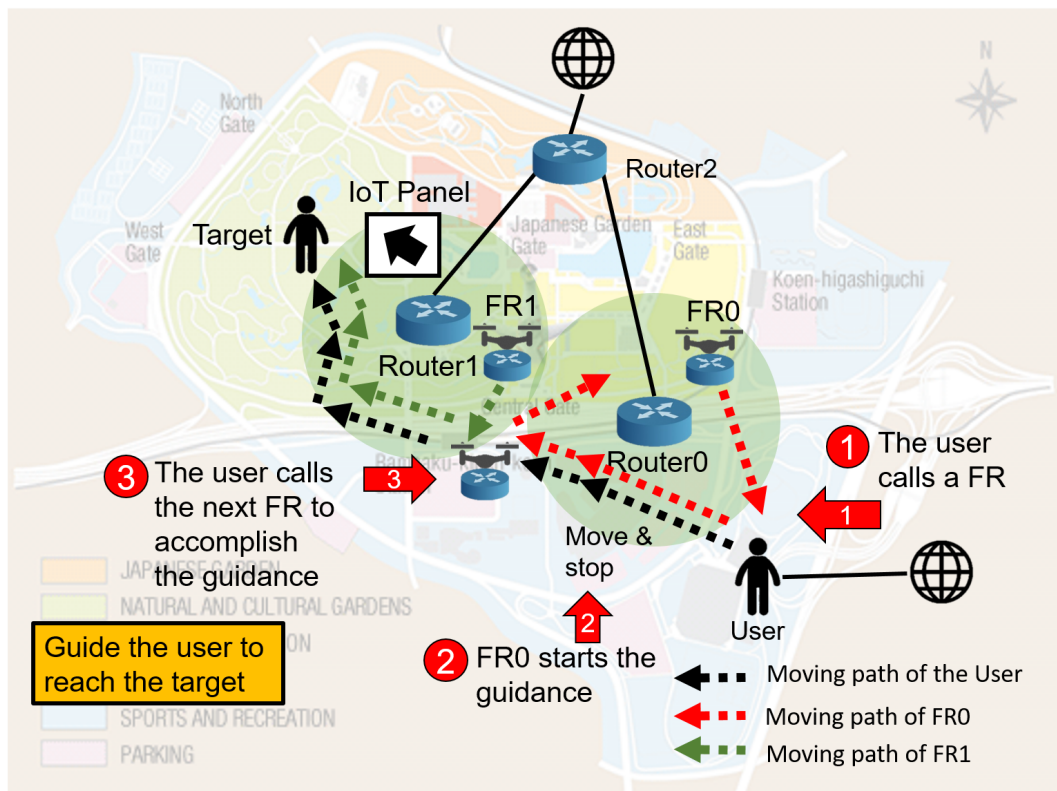 N
North
Gate
Router2
IoT Panel
Target
West
Gate
Japanese Garden
Gate
East
Gate
Koen-higashiguchi
Station
FR1
FR0
Router1
Central Gate
Router0
1
The user
calls a FR
1
3
The user calls
the next FR to
accomplish
the guidance
3
Move &
stop
2
User
2
FR0 starts the
guidance
JAPANESE GARDEN
NATURAL AND CULTURAL GARDENS
Guide the user to
reach the target
ON
SPORTS AND RECREATION
PARKING
Moving path of the User
Moving path of FR0
Moving path of FR1